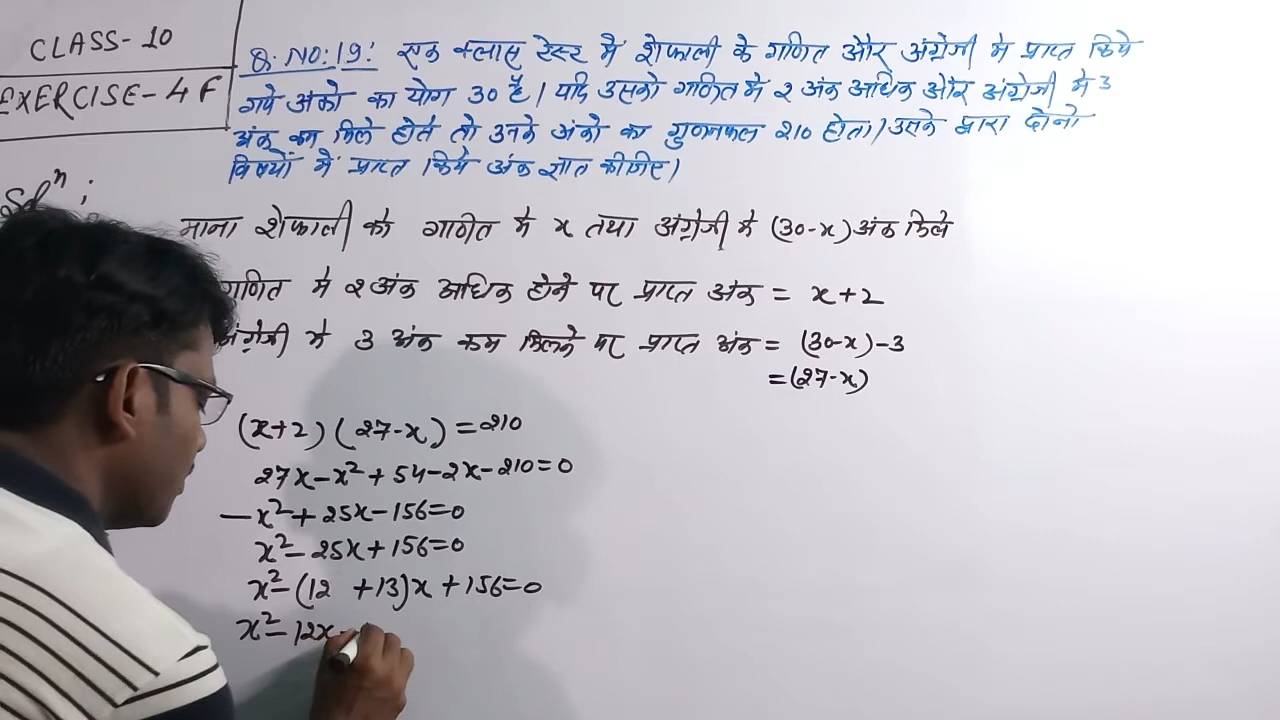 CLASS-10
EXERCISE-4F
Q.NO:19: एक क्लास टेस्ट में शेफाली के गणित और अंग्रेजी मे प्राप्त किये
गये अंको का योग 30 है। यदि उसको गणित मे 2 अंक अधिक और अंग्रेजी मे 3
अंक कम मिले होते तो उनके अंको का गुणनफल 210 होता। उसके द्वारा दोनो
विषयों में प्राप्त किये अंक ज्ञात कीजिए।
Solⁿ:
माना शेफाली को गणित मे x तथा अंग्रेजी मे (30-x) अंक मिले
गणित मे 2 अंक अधिक होने पर प्राप्त अंक = x+2
अंग्रेजी मे 3 अंक कम मिलने पर प्राप्त अंक = (30-x)-3
=(27-x)
(x+2)(27-x)=210
27x-x²+54-2x-210=0
-x²+25x-156=0
x²-25x+156=0
x²-(12 +13)x+156=0
x²-12x-